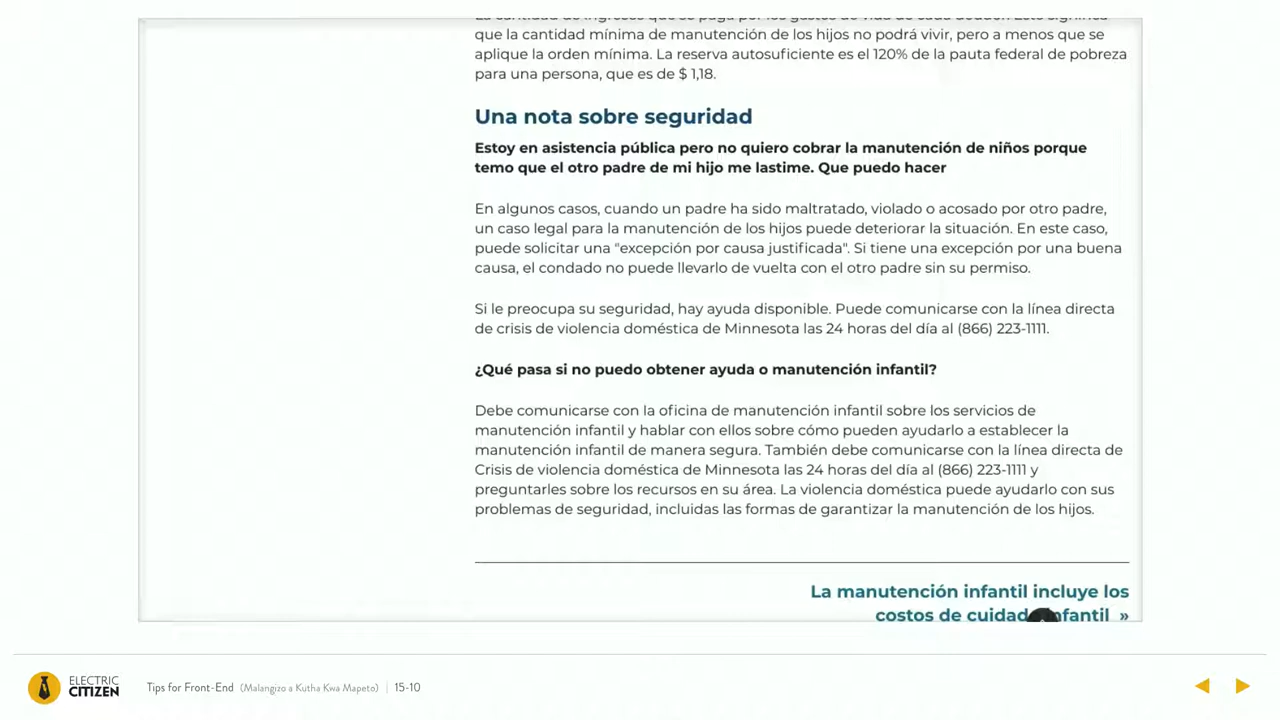 que la cantidad mínima de manutención de los hijos no podrá vivir, pero a menos que se
aplique la orden mínima. La reserva autosuficiente es el 120% de la pauta federal de pobreza
para una persona, que es de $ 1,18.
Una nota sobre seguridad
Estoy en asistencia pública pero no quiero cobrar la manutención de niños porque
temo que el otro padre de mi hijo me lastime. Que puedo hacer
En algunos casos, cuando un padre ha sido maltratado, violado o acosado por otro padre,
un caso legal para la manutención de los hijos puede deteriorar la situación. En este caso,
puede solicitar una "excepción por causa justificada". Si tiene una excepción por una buena
causa, el condado no puede llevarlo de vuelta con el otro padre sin su permiso.
Si le preocupa su seguridad, hay ayuda disponible. Puede comunicarse con la línea directa
de crisis de violencia doméstica de Minnesota las 24 horas del día al (866) 223-1111.
¿Qué pasa si no puedo obtener ayuda o manutención infantil?
Debe comunicarse con la oficina de manutención infantil sobre los servicios de
manutención infantil y hablar con ellos sobre cómo pueden ayudarlo a establecer la
manutención infantil de manera segura. También debe comunicarse con la línea directa de
Crisis de violencia doméstica de Minnesota las 24 horas del día al (866) 223-1111 y
preguntarles sobre los recursos en su área. La violencia doméstica puede ayudarlo con sus
problemas de seguridad, incluidas las formas de garantizar la manutención de los hijos.
La manutención infantil incluye los
costos de cuidado infantil »
ELECTRIC
CITIZEN
Tips for Front-End (Malangizo a Kutha Kwa Mapeto) | 15-10